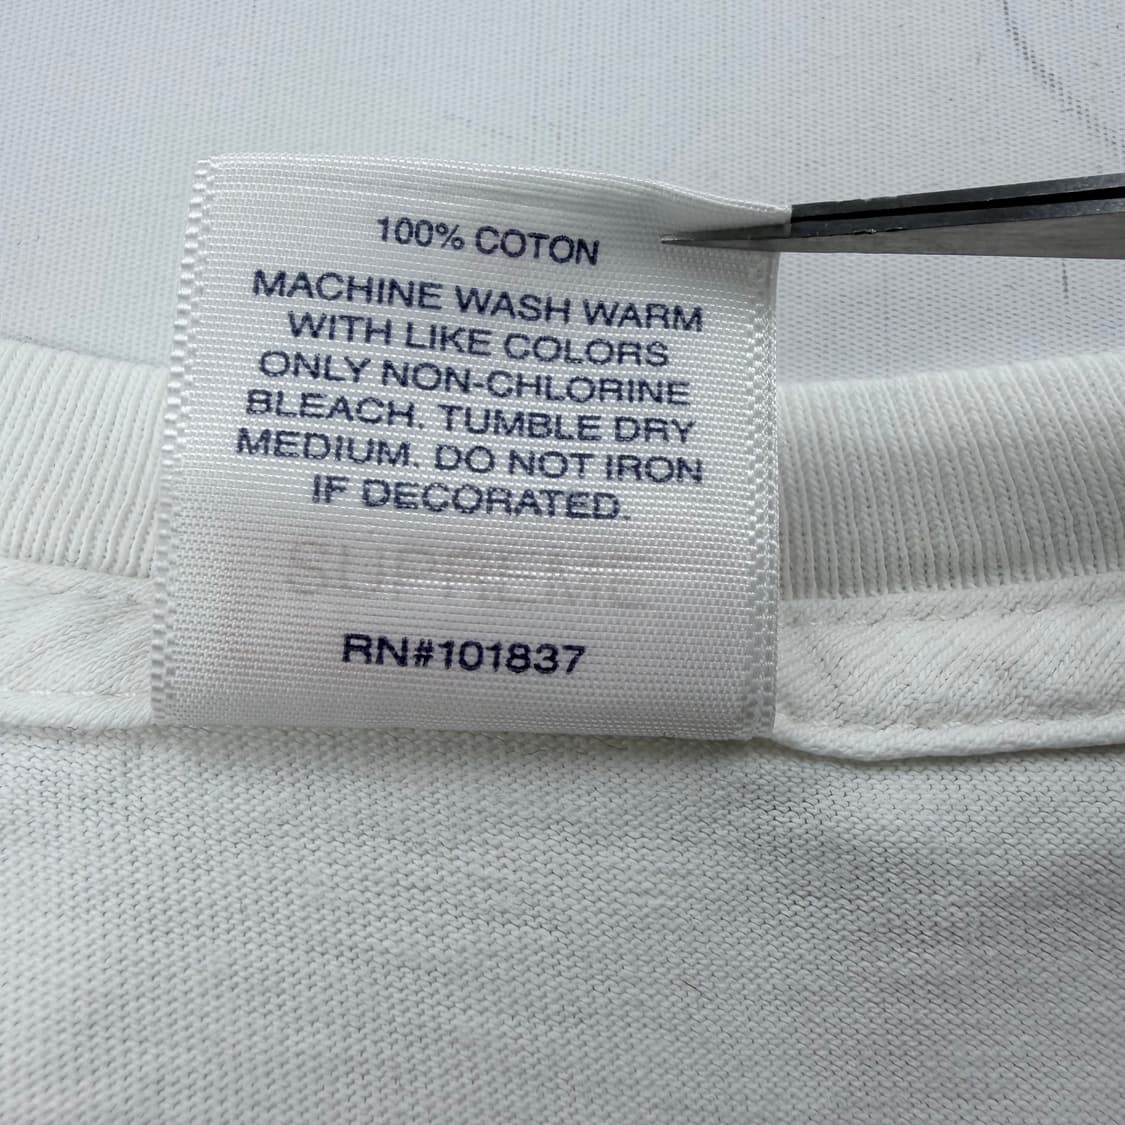 100% COTON
MACHINE WASH WARM
WITH LIKE COLORS
ONLY NON-CHLORINE
BLEACH. TUMBLE DRY
MEDIUM. DO NOT IRON
IF DECORATED.
SUPREME
RN#101837